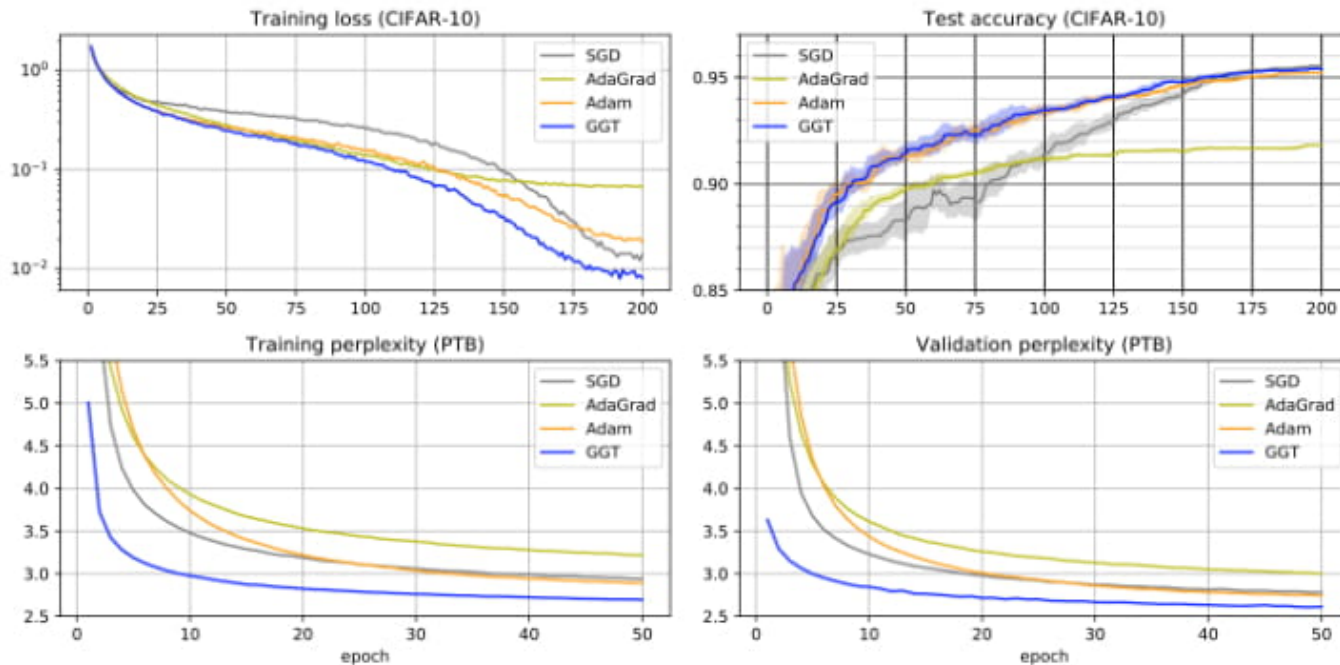 Training loss (CIFAR-10)
10⁰
10⁻¹
10⁻²
0 25 50 75 100 125 150 175 200
SGD
AdaGrad
Adam
GGT
Test accuracy (CIFAR-10)
0.95
0.90
0.85
0 25 50 75 100 125 150 175 200
SGD
AdaGrad
Adam
GGT
Training perplexity (PTB)
5.5
5.0
4.5
4.0
3.5
3.0
2.5
0 10 20 30 40 50
epoch
SGD
AdaGrad
Adam
GGT
Validation perplexity (PTB)
5.5
5.0
4.5
4.0
3.5
3.0
2.5
0 10 20 30 40 50
epoch
SGD
AdaGrad
Adam
GGT